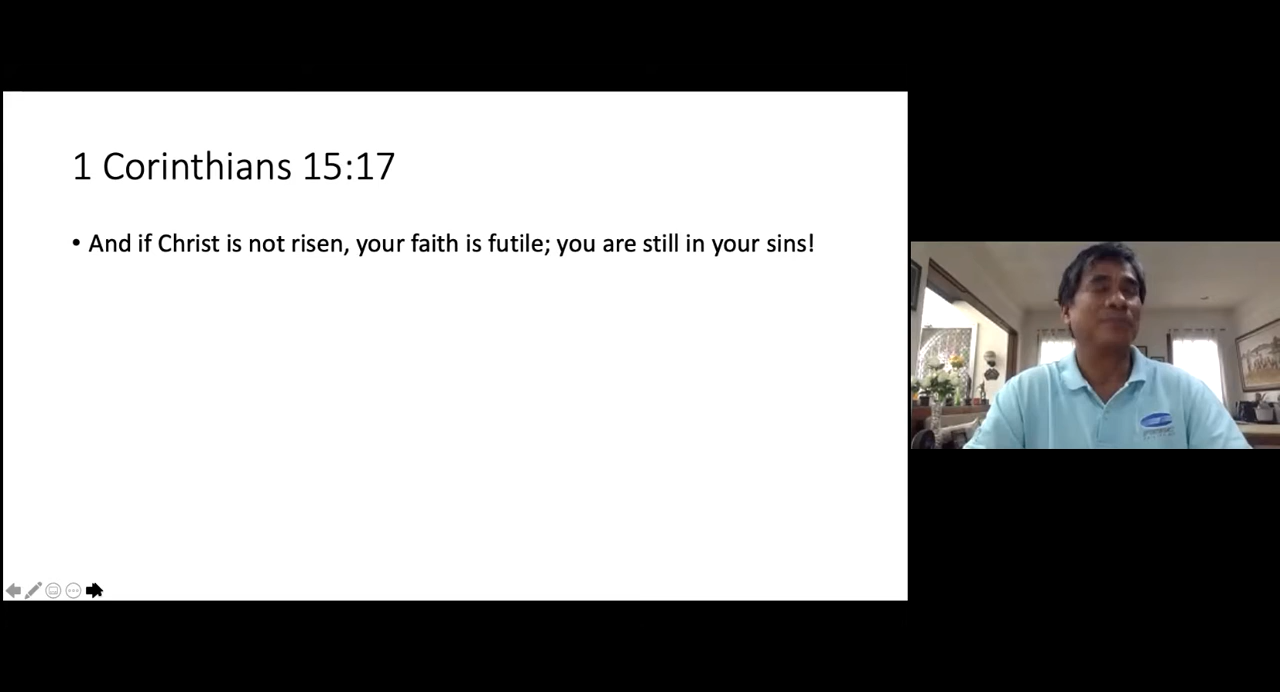 1 Corinthians 15:17
• And if Christ is not risen, your faith is futile; you are still in your sins!